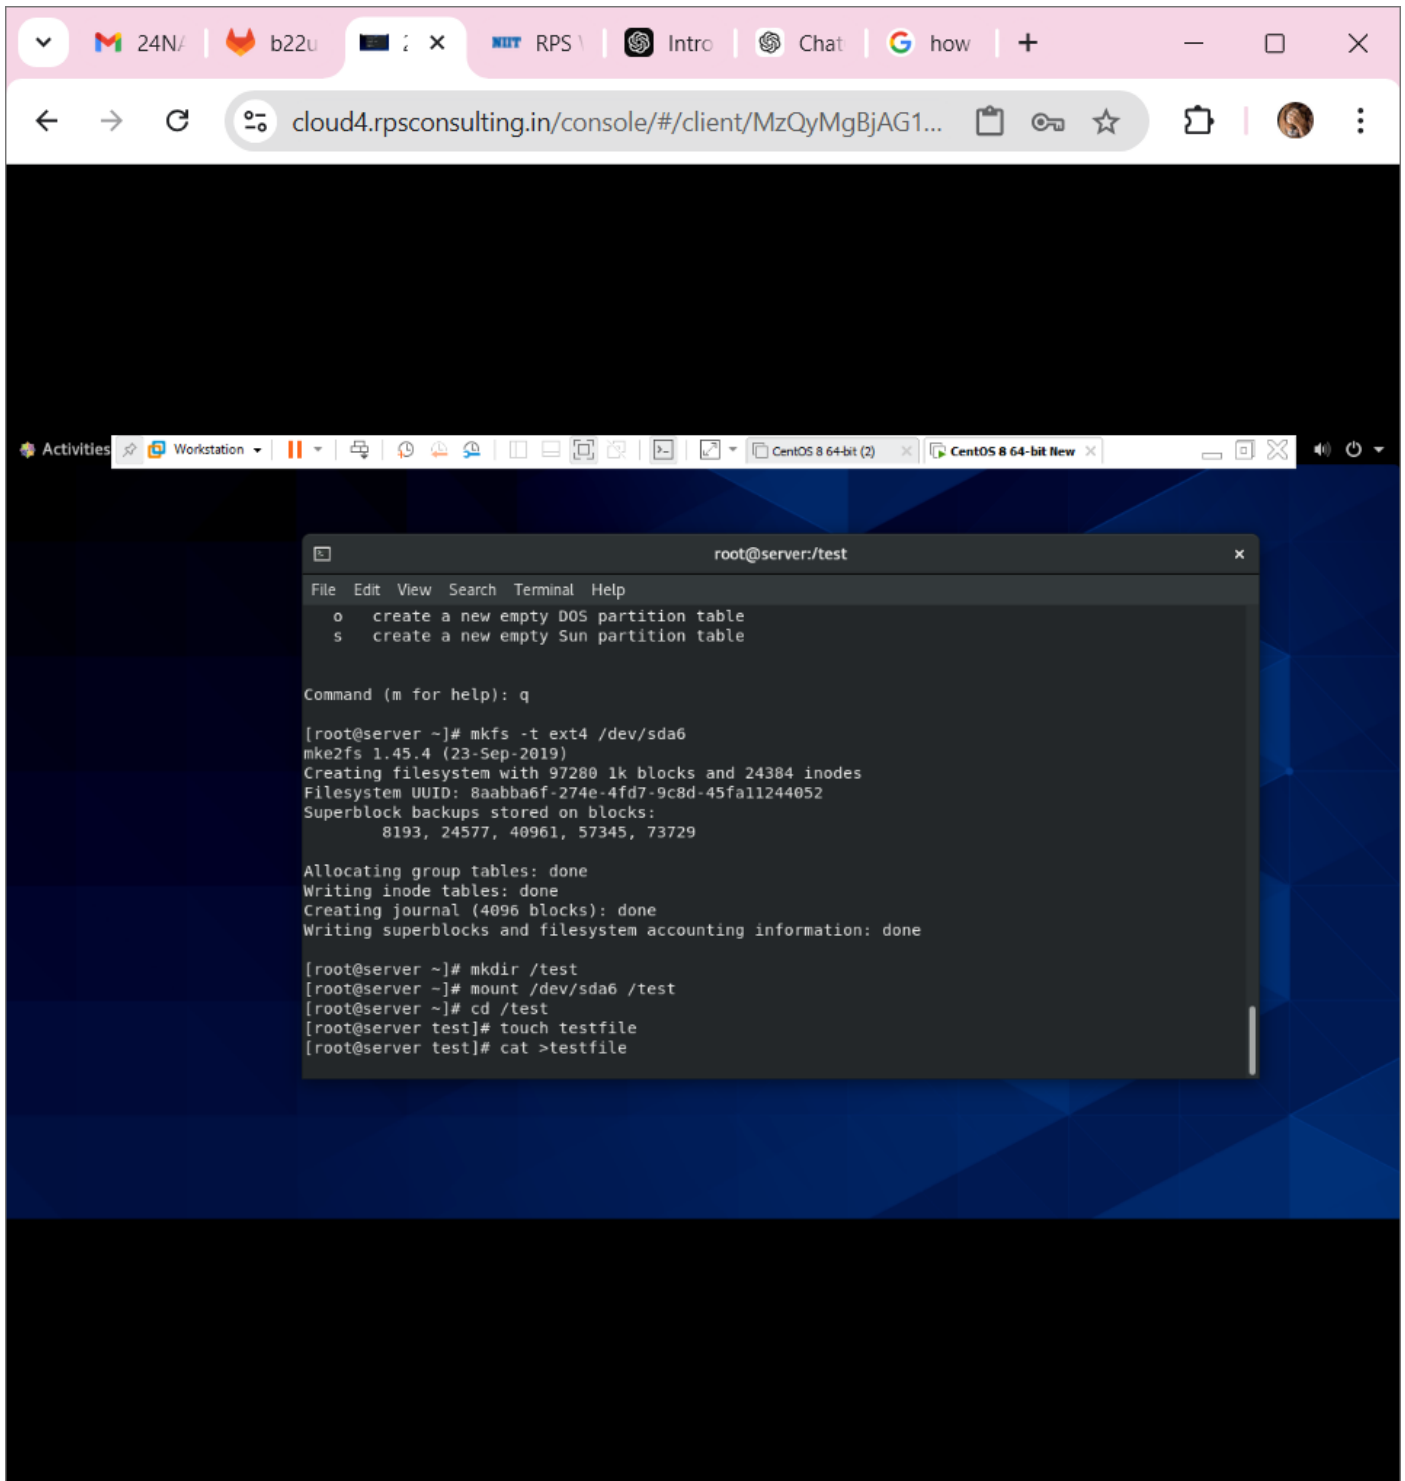 24NA
b22u
2
NIIT RPS V
Intro
Chat
how
cloud4.rpsconsulting.in/console/#/client/MzQyMgBjAG1...
Activities Workstation CentOS 8 64-bit (2) CentOS 8 64-bit New
root@server:/test
File Edit View Search Terminal Help
o create a new empty DOS partition table
s create a new empty Sun partition table
Command (m for help): q
[root@server ~]# mkfs -t ext4 /dev/sda6
mke2fs 1.45.4 (23-Sep-2019)
Creating filesystem with 97280 1k blocks and 24384 inodes
Filesystem UUID: 8aabba6f-274e-4fd7-9c8d-45fa11244052
Superblock backups stored on blocks:
8193, 24577, 40961, 57345, 73729
Allocating group tables: done
Writing inode tables: done
Creating journal (4096 blocks): done
Writing superblocks and filesystem accounting information: done
[root@server ~]# mkdir /test
[root@server ~]# mount /dev/sda6 /test
[root@server ~]# cd /test
[root@server test]# touch testfile
[root@server test]# cat >testfile